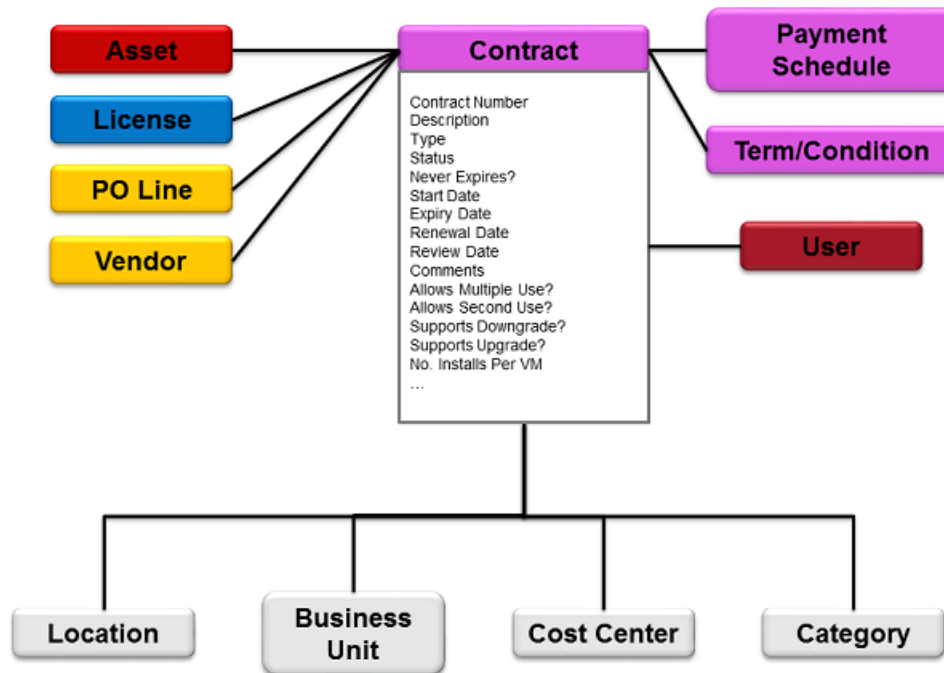 Asset
Contract
Payment
Schedule
License
Term/Condition
PO Line
Vendor
User
Contract Number
Description
Type
Status
Never Expires?
Start Date
Expiry Date
Renewal Date
Review Date
Comments
Allows Multiple Use?
Allows Second Use?
Supports Downgrade?
Supports Upgrade?
No. Installs Per VM
...
Location
Business
Unit
Cost Center
Category